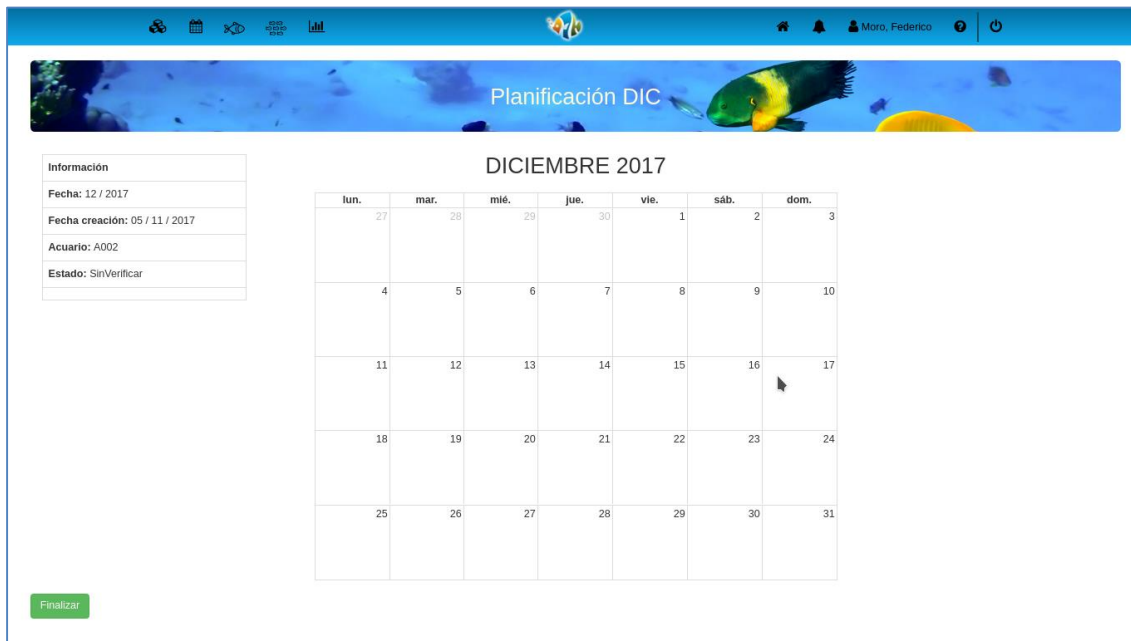 Moro, Federico
Planificación DIC
Información
Fecha: 12 / 2017
Fecha creación: 05 / 11 / 2017
Acuario: A002
Estado: SinVerificar
DICIEMBRE 2017
lun. mar. mié. jue. vie. sáb. dom.
27 28 29 30 1 2 3
4 5 6 7 8 9 10
11 12 13 14 15 16 17
18 19 20 21 22 23 24
25 26 27 28 29 30 31
Finalizar